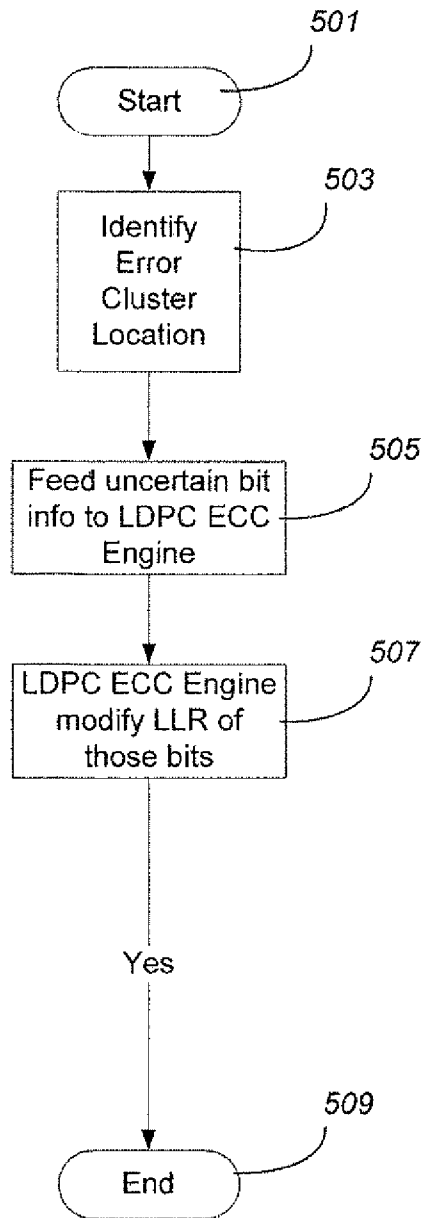 501
Start
503
Identify
Error
Cluster
Location
505
Feed uncertain bit
info to LDPC ECC
Engine
507
LDPC ECC Engine
modify LLR of
those bits
Yes
509
End